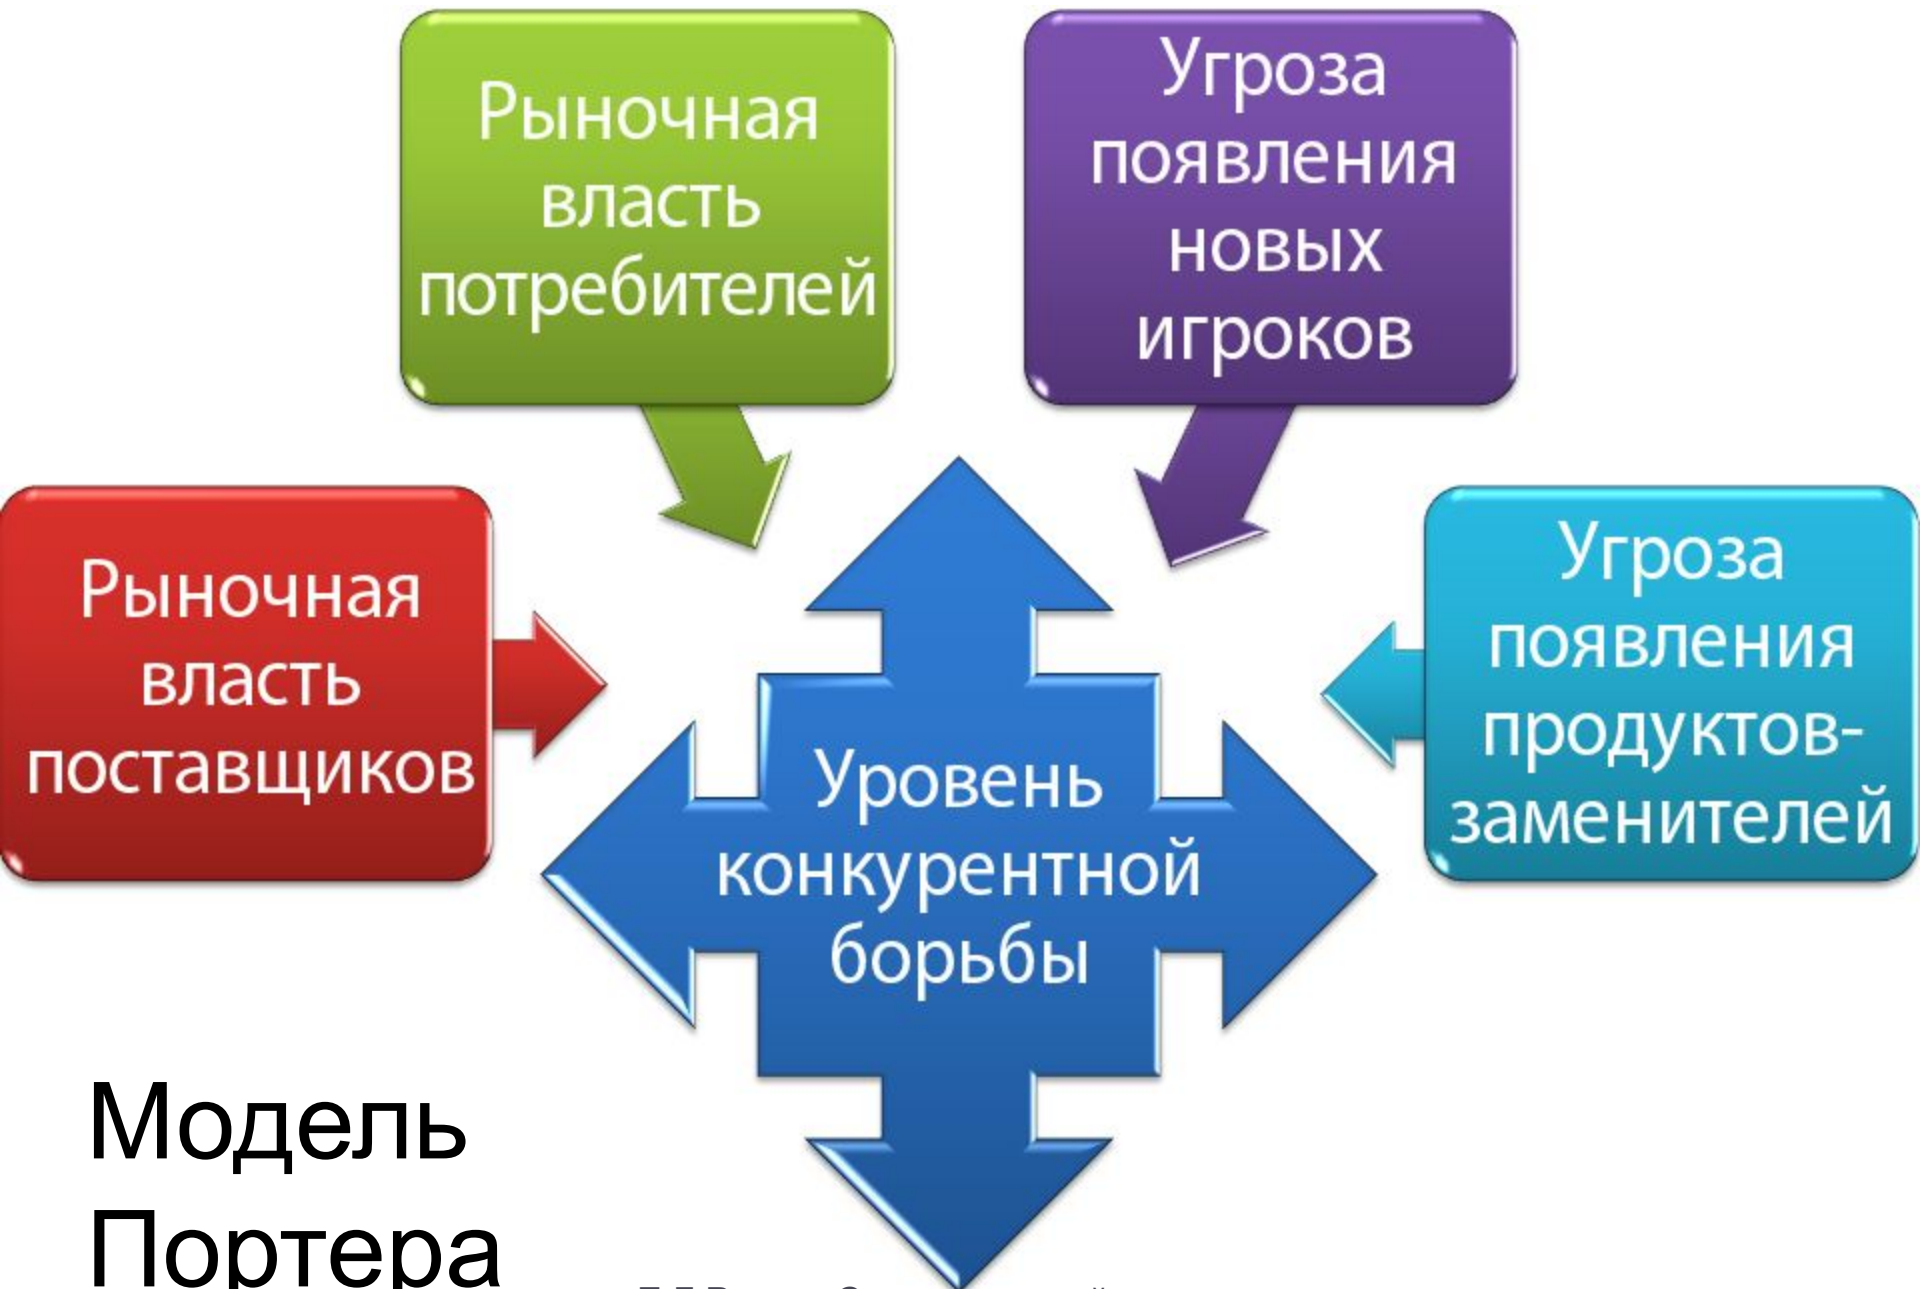 Рыночная
власть
потребителей
Угроза
появления
новых
игроков
Рыночная
власть
поставщиков
Угроза
появления
продуктов-
заменителей
Уровень
конкурентной
борьбы
Модель
Портера